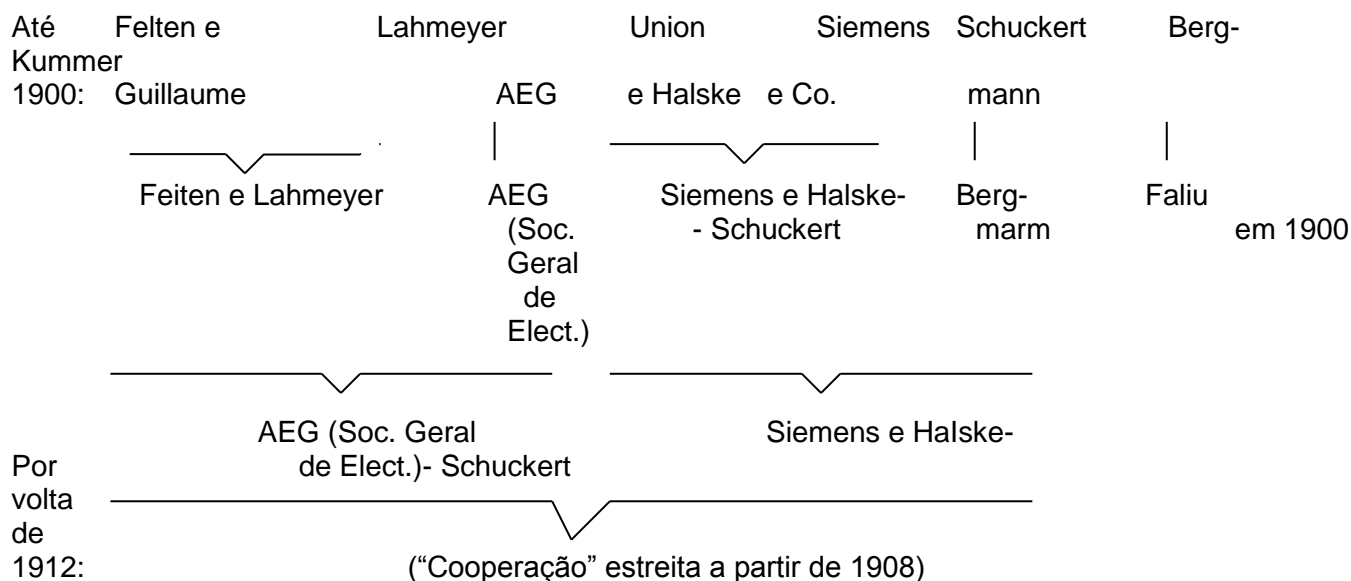 Até Felten e Lahmeyer Union Siemens Schuckert Berg-
Kummer
1900: Guillaume AEG e Halske e Co. mann
Feiten e Lahmeyer AEG Siemens e Halske- Berg- Faliu
(Soc. - Schuckert marm em 1900
Geral
de
Elect.)
AEG (Soc. Geral Siemens e Halske-
Por de Elect.)- Schuckert
volta
de
1912: (“Cooperação” estreita a partir de 1908)